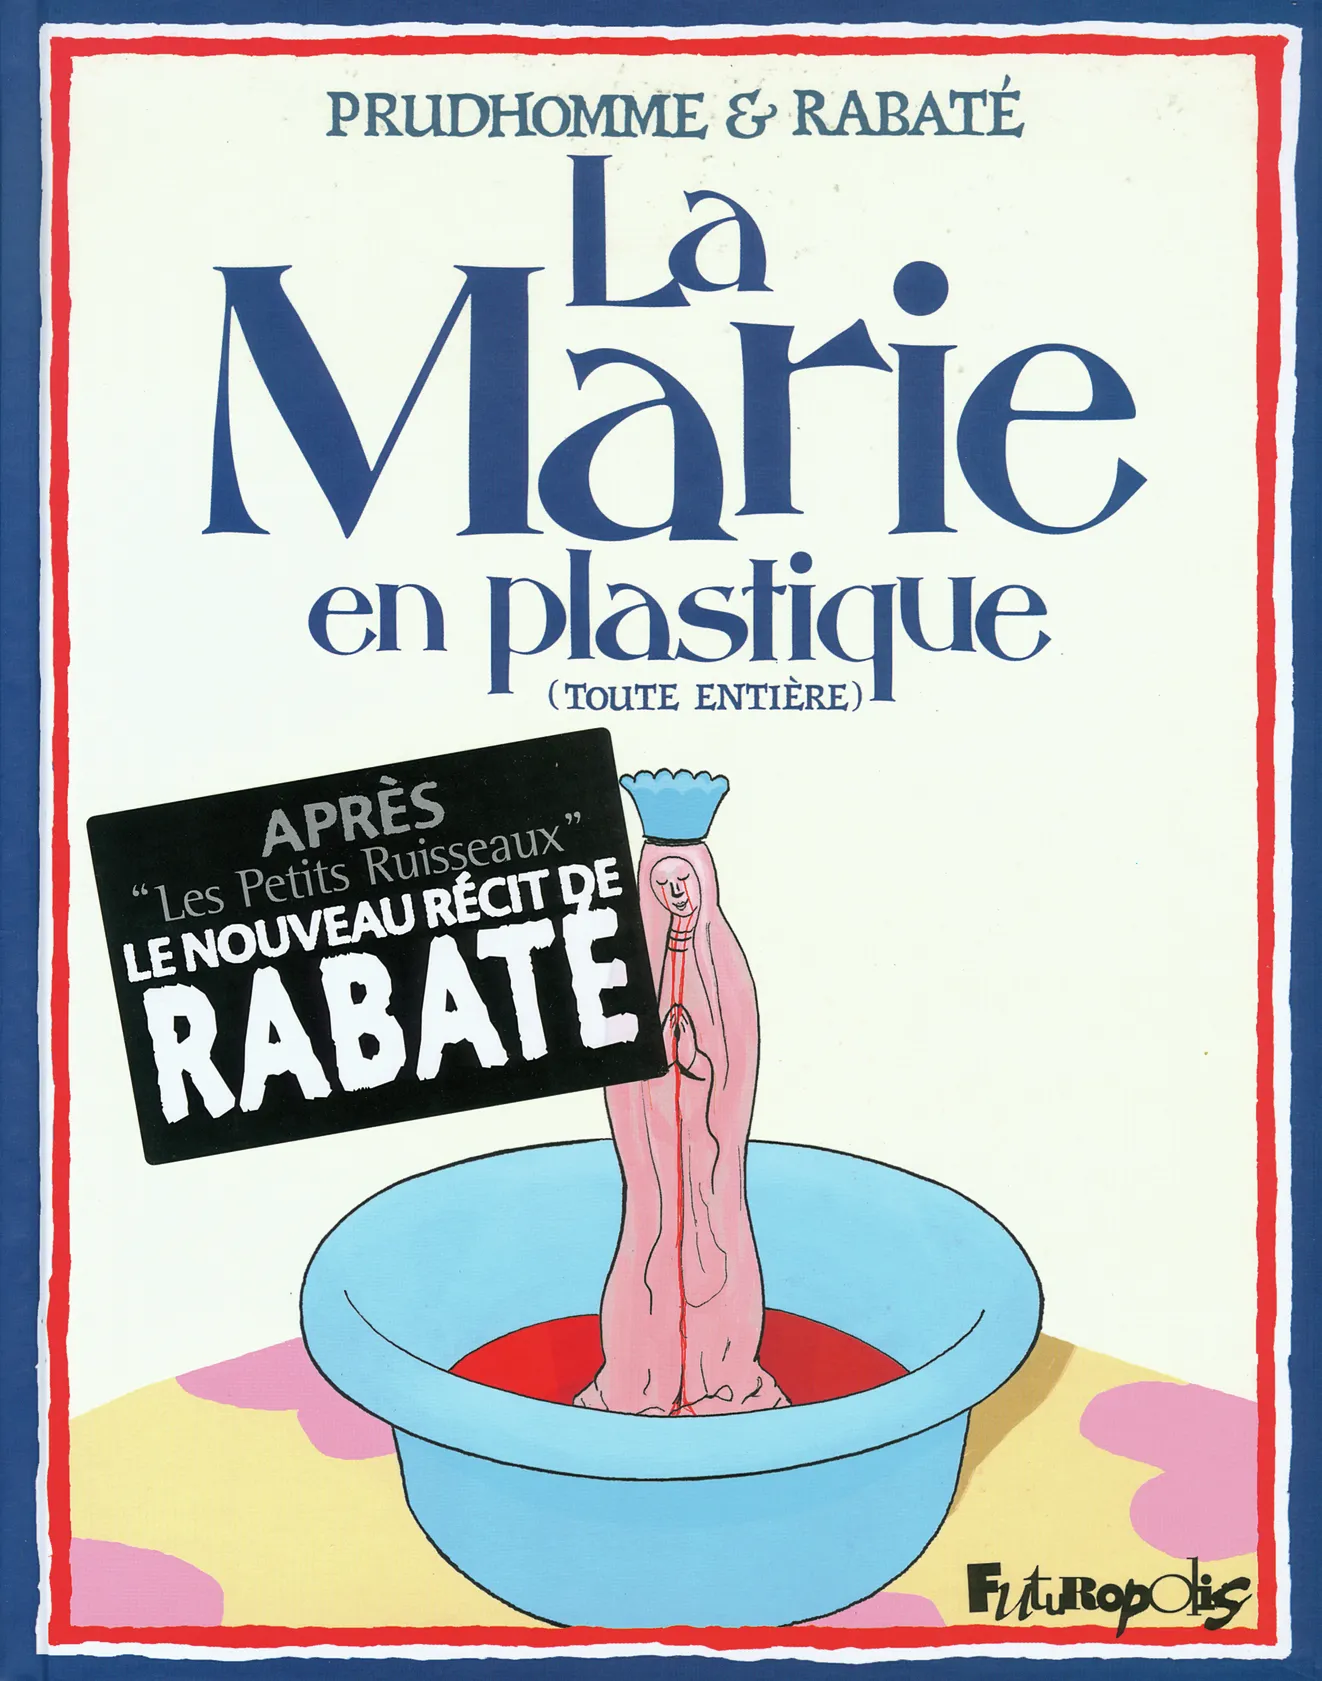 PRUDHOMME & RABATÉ
La
Marie
en plastique
(TOUTE ENTIÈRE)
APRÈS
“Les Petits Ruisseaux”
LE NOUVEAU RÉCIT DE
RABATÉ
FUTUROPOLIS